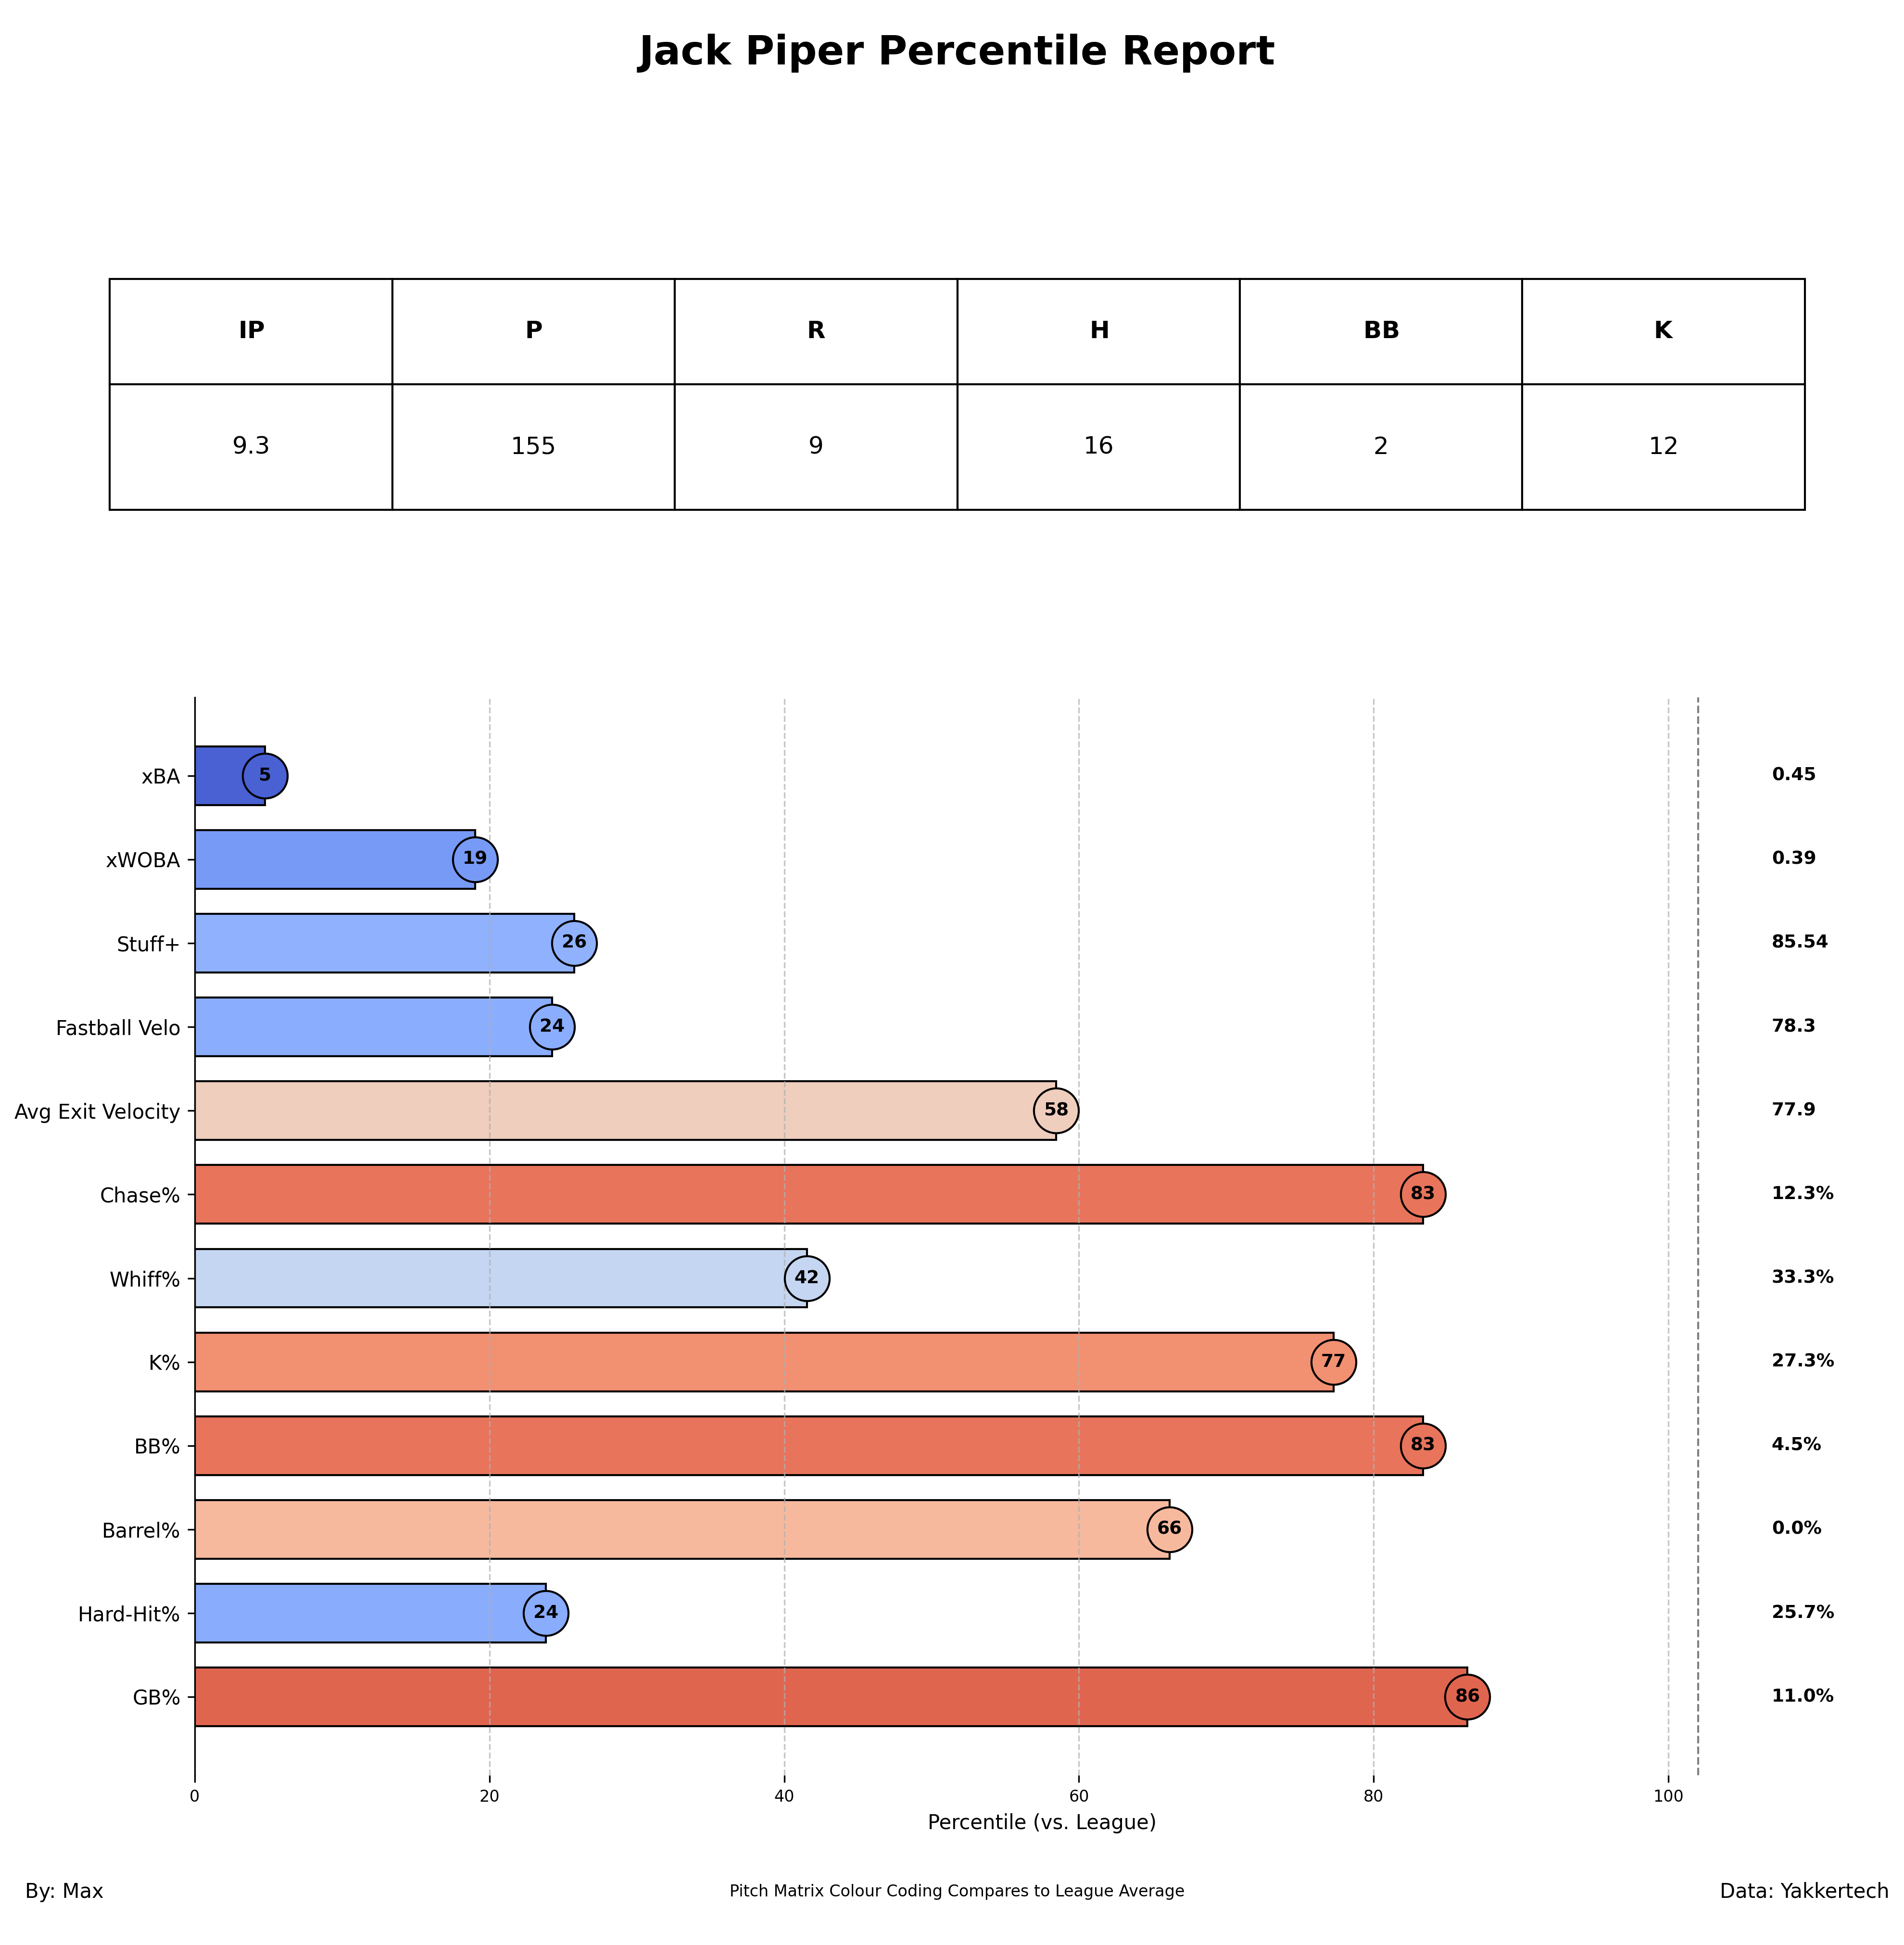 Jack Piper Percentile Report
IP P R H BB K
9.3 155 9 16 2 12
xBA 5 0.45
xWOBA 19 0.39
Stuff+ 26 85.54
Fastball Velo 24 78.3
Avg Exit Velocity 58 77.9
Chase% 83 12.3%
Whiff% 42 33.3%
K% 77 27.3%
BB% 83 4.5%
Barrel% 66 0.0%
Hard-Hit% 24 25.7%
GB% 86 11.0%
0 20 40 60 80 100
Percentile (vs. League)
By: Max Pitch Matrix Colour Coding Compares to League Average Data: Yakkertech